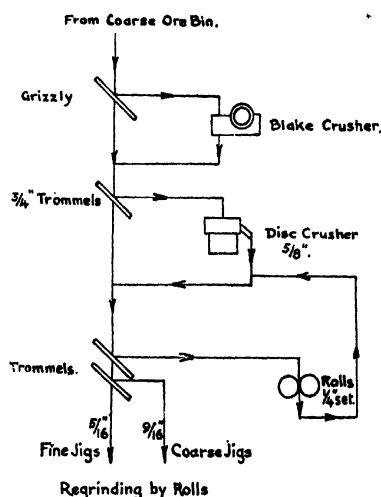 From Coarse Ore Bin.
Grizzly
Blake Crusher.
3/4" Trommels
Disc Crusher
5/8".
Trommels.
Rolls
1/4" set.
5/16"
9/16"
Fine Jigs
Coarse Jigs
Regrinding by Rolls